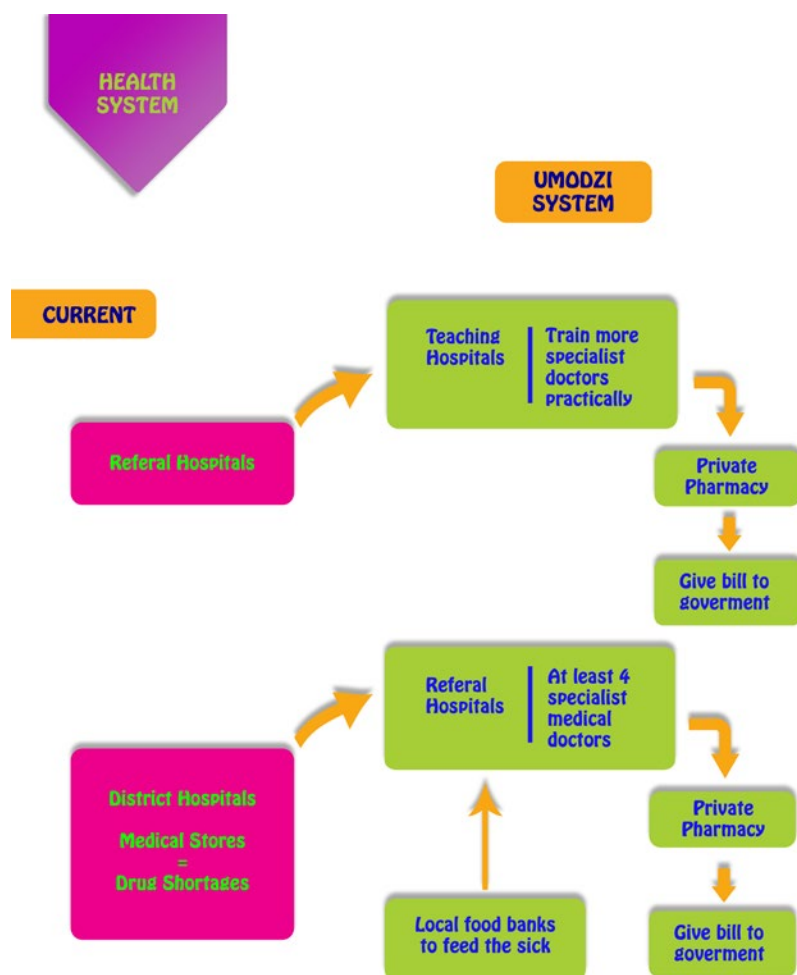 HEALTH
SYSTEM
UMODZI
SYSTEM
CURRENT
Teaching
Hospitals
Train more
specialist
doctors
practically
Referal Hospitals
Private
Pharmacy
Give bill to
goverment
Referal
Hospitals
At least 4
specialist
medical
doctors
District Hospitals
Medical Stores
=
Drug Shortages
Private
Pharmacy
Local food banks
to feed the sick
Give bill to
goverment